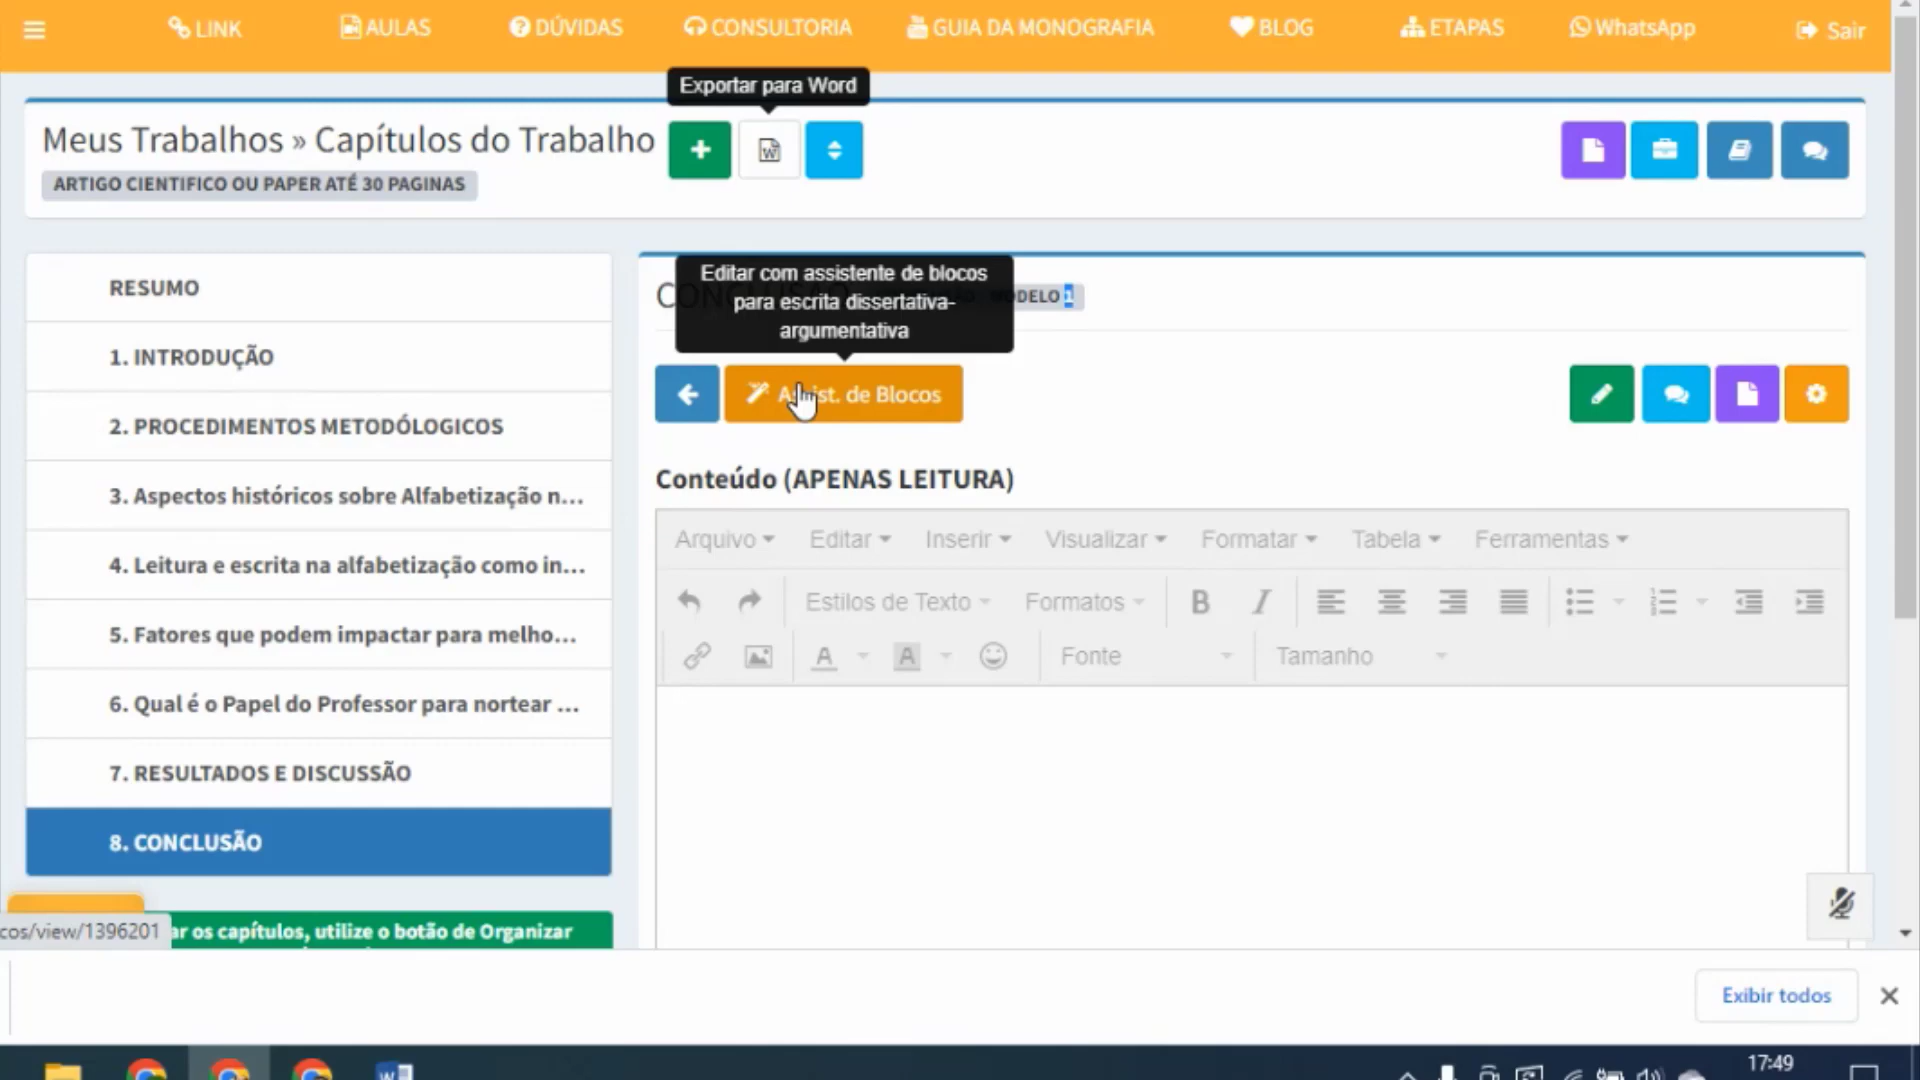 LINK
AULAS
DÚVIDAS
CONSULTORIA
GUIA DA MONOGRAFIA
BLOG
ETAPAS
WhatsApp
Sair
Exportar para Word
Meus Trabalhos » Capítulos do Trabalho
ARTIGO CIENTIFICO OU PAPER ATÉ 30 PAGINAS
RESUMO
1. INTRODUÇÃO
2. PROCEDIMENTOS METODÓLOGICOS
3. Aspectos históricos sobre Alfabetização n...
4. Leitura e escrita na alfabetização como in...
5. Fatores que podem impactar para melho...
6. Qual é o Papel do Professor para nortear ...
7. RESULTADOS E DISCUSSÃO
8. CONCLUSÃO
ar os capítulos, utilize o botão de Organizar
cos/view/1396201
Editar com assistente de blocos
para escrita dissertativa-
argumentativa
ODELO 1
Assist. de Blocos
Conteúdo (APENAS LEITURA)
Arquivo Editar Inserir Visualizar Formatar Tabela Ferramentas
Estilos de Texto Formatos B I
A A Fonte Tamanho
Exibir todos
17:49